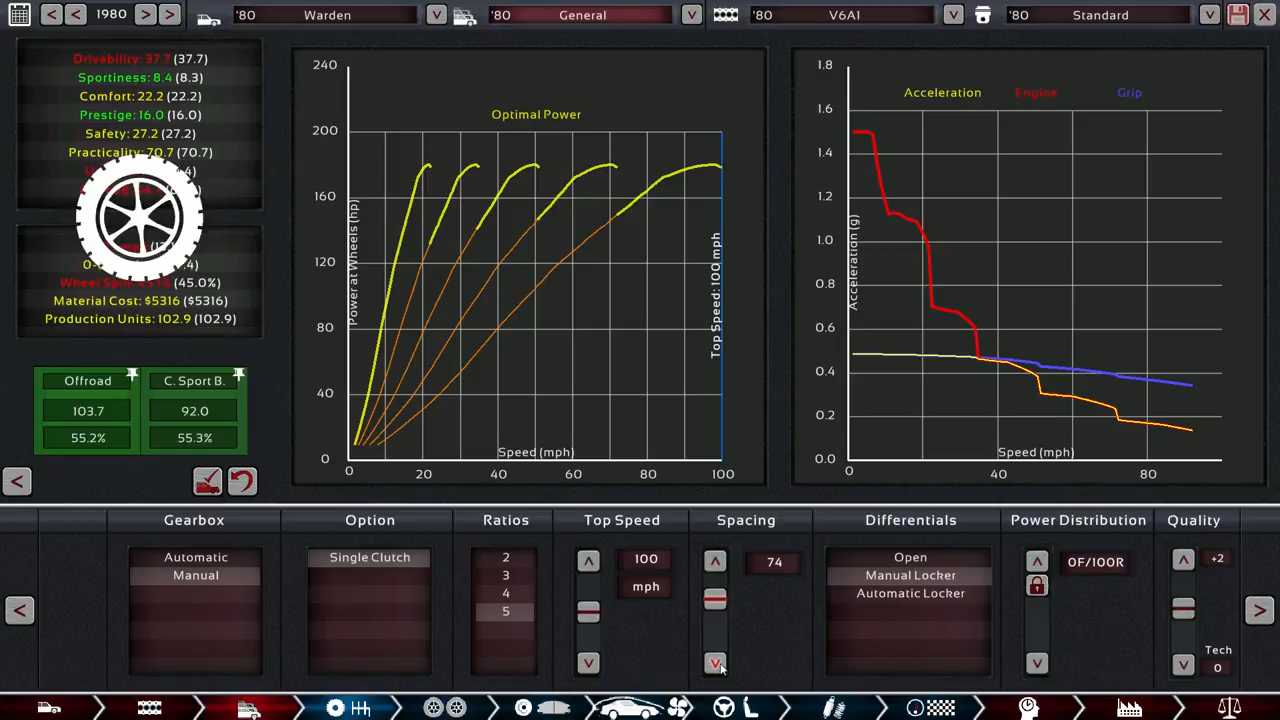 1980
'80 Warden
'80 General
'80 V6A1
'80 Standard
Drivability: 37.7 (37.7)
Sportiness: 8.4 (8.3)
Comfort: 22.2 (22.2)
Prestige: 16.0 (16.0)
Safety: 27.2 (27.2)
Practicality: 70.7 (70.7)
Wheel Spin: (45.0%)
Material Cost: $5316 ($5316)
Production Units: 102.9 (102.9)
Offroad
C. Sport B.
103.7
92.0
55.2%
55.3%
240
200
160
120
80
40
0
Power at Wheels (hp)
Optimal Power
Top Speed: 100 mph
Speed (mph)
0 20 40 60 80 100
1.8
1.6
1.4
1.2
1.0
0.8
0.6
0.4
0.2
0.0
Acceleration (g)
Acceleration Engine Grip
Speed (mph)
0 40 80
Gearbox
Automatic
Manual
Option
Single Clutch
Ratios
2
3
4
5
Top Speed
100
mph
Spacing
74
Differentials
Open
Manual Locker
Automatic Locker
Power Distribution
0F/100R
Quality
+2
Tech
0